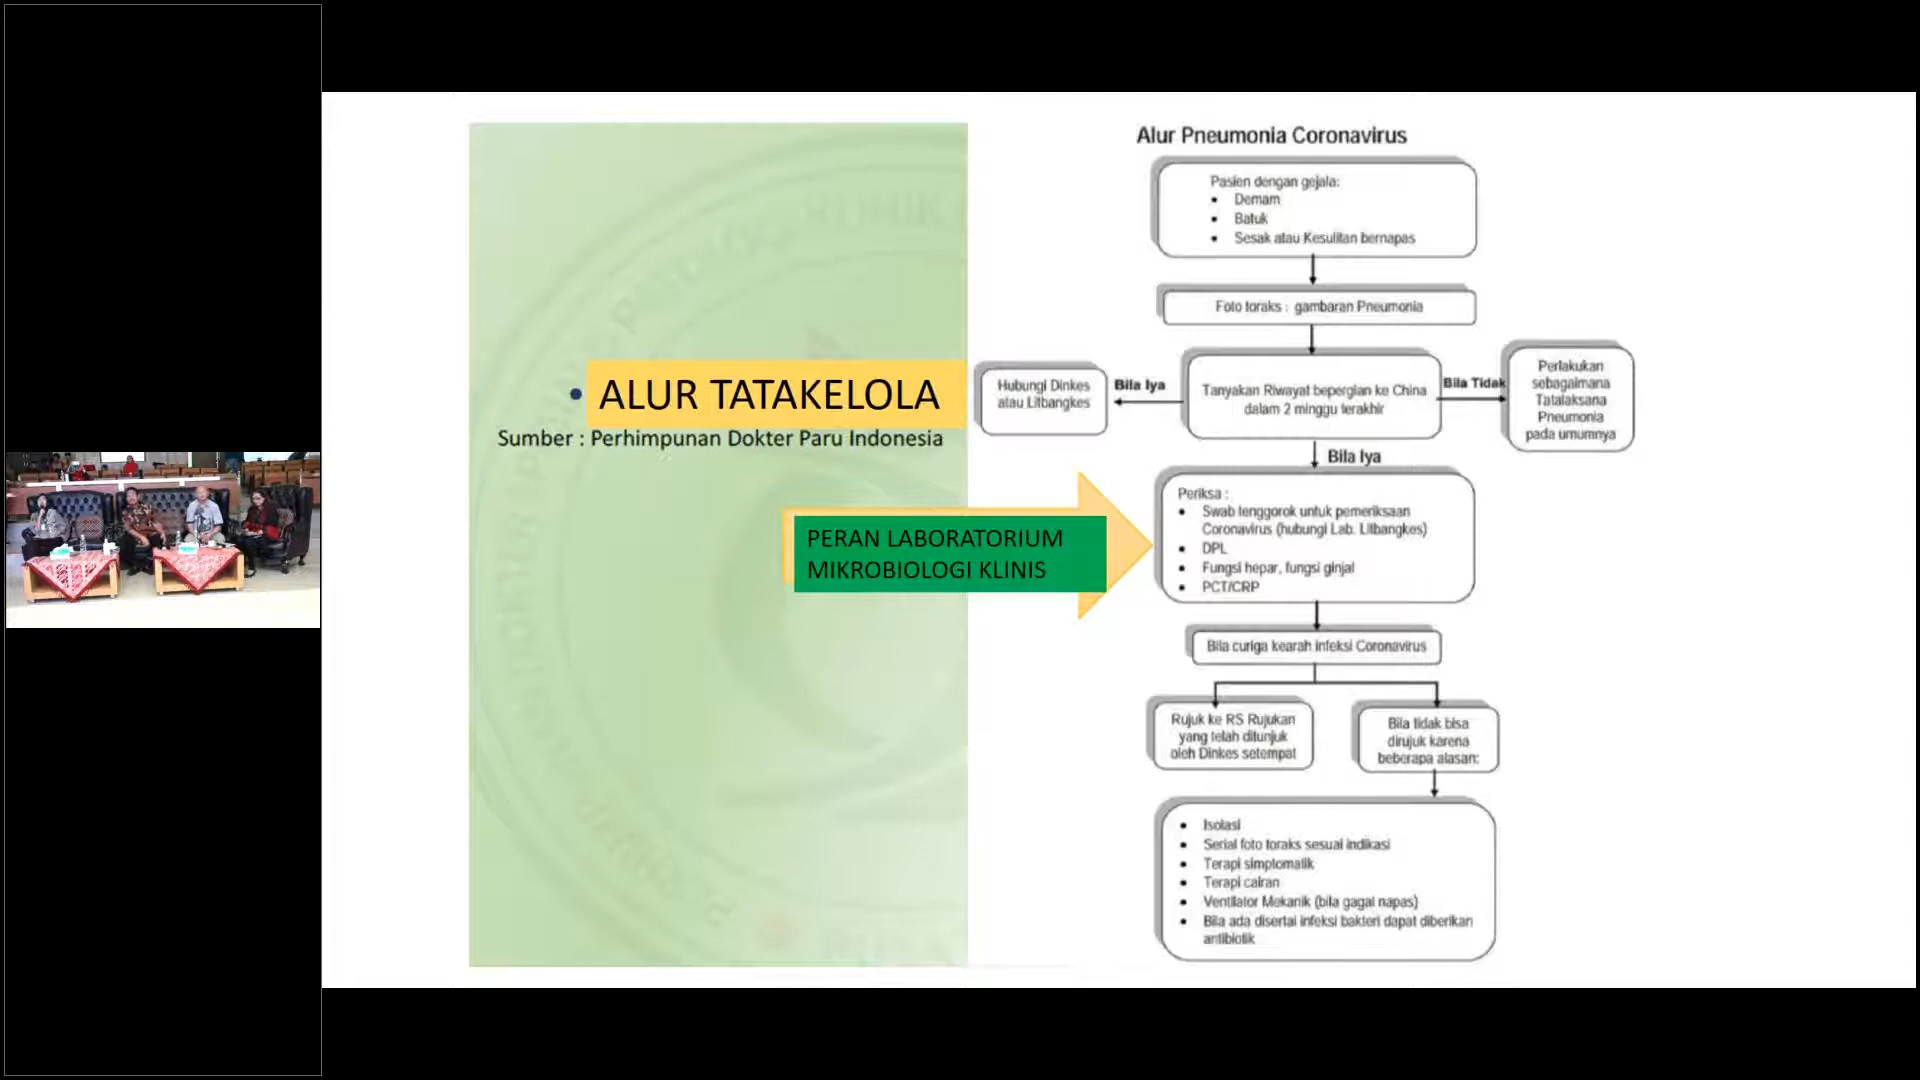 • ALUR TATAKELOLA
Sumber : Perhimpunan Dokter Paru Indonesia
PERAN LABORATORIUM
MIKROBIOLOGI KLINIS
Alur Pneumonia Coronavirus
Pasien dengan gejala:
• Demam
• Batuk
• Sesak atau Kesulitan bernapas
Foto toraks : gambaran Pneumonia
Hubungi Dinkes
atau Litbangkes
Bila Iya
Tanyakan Riwayat bepergian ke China
dalam 2 minggu terakhir
Bila Tidak
Perlakukan
sebagaimana
Tatalaksana
Pneumonia
pada umumnya
Bila Iya
Periksa :
• Swab tenggorok untuk pemeriksaan
Coronavirus (hubungi Lab. Litbangkes)
• DPL
• Fungsi hepar, fungsi ginjal
• PCT/CRP
Bila curiga kearah infeksi Coronavirus
Rujuk ke RS Rujukan
yang telah ditunjuk
oleh Dinkes setempat
Bila tidak bisa
dirujuk karena
beberapa alasan:
• Isolasi
• Serial foto toraks sesuai indikasi
• Terapi simptomatik
• Terapi cairan
• Ventilator Mekanik (bila gagal napas)
• Bila ada disertai infeksi bakteri dapat diberikan
antibiotik